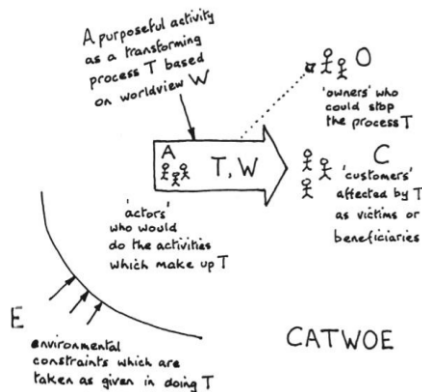 A purposeful activity
as a transforming
process T based
on worldview W
O
'owners' who
could stop
the process T
A
T, W
C
'customers'
affected by T
as victims or
beneficiaries
'actors'
who would
do the activities
which make up T
E
environmental
constraints which are
taken as given in doing T
CATWOE